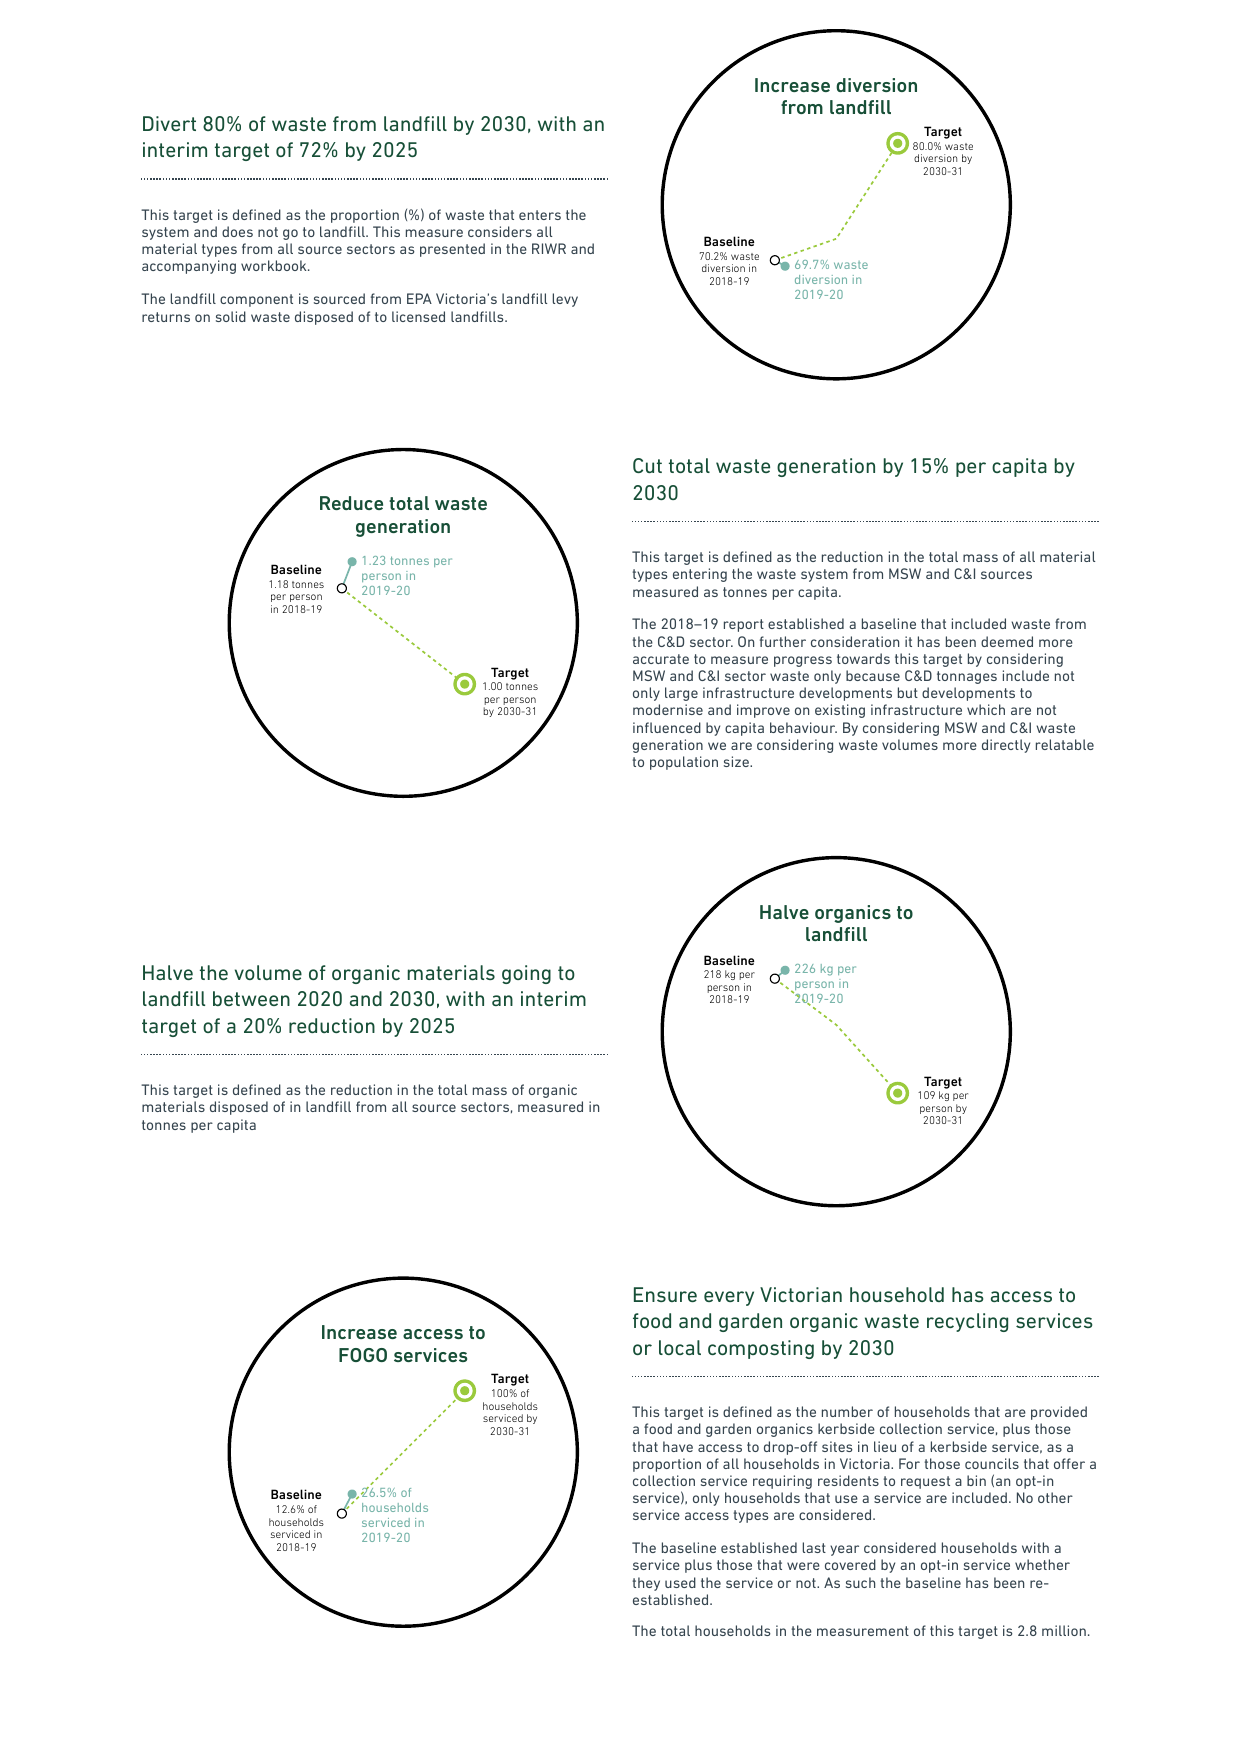 Divert 80% of waste from landfill by 2030, with an
interim target of 72% by 2025
This target is defined as the proportion (%) of waste that enters the
system and does not go to landfill. This measure considers all
material types from all source sectors as presented in the RIWR and
accompanying workbook.
The landfill component is sourced from EPA Victoria's landfill levy
returns on solid waste disposed of to licensed landfills.
Increase diversion
from landfill
Target
80.0% waste
diversion by
2030-31
Baseline
70.2% waste
diversion in
2018-19
69.7% waste
diversion in
2019-20
Reduce total waste
generation
Baseline
1.18 tonnes
per person
in 2018-19
1.23 tonnes per
person in
2019-20
Target
1.00 tonnes
per person
by 2030-31
Cut total waste generation by 15% per capita by
2030
This target is defined as the reduction in the total mass of all material
types entering the waste system from MSW and C&I sources
measured as tonnes per capita.
The 2018–19 report established a baseline that included waste from
the C&D sector. On further consideration it has been deemed more
accurate to measure progress towards this target by considering
MSW and C&I sector waste only because C&D tonnages include not
only large infrastructure developments but developments to
modernise and improve on existing infrastructure which are not
influenced by capita behaviour. By considering MSW and C&I waste
generation we are considering waste volumes more directly relatable
to population size.
Halve the volume of organic materials going to
landfill between 2020 and 2030, with an interim
target of a 20% reduction by 2025
This target is defined as the reduction in the total mass of organic
materials disposed of in landfill from all source sectors, measured in
tonnes per capita
Halve organics to
landfill
Baseline
218 kg per
person in
2018-19
226 kg per
person in
2019-20
Target
109 kg per
person by
2030-31
Increase access to
FOGO services
Target
100% of
households
serviced by
2030-31
Baseline
12.6% of
households
serviced in
2018-19
26.5% of
households
serviced in
2019-20
Ensure every Victorian household has access to
food and garden organic waste recycling services
or local composting by 2030
This target is defined as the number of households that are provided
a food and garden organics kerbside collection service, plus those
that have access to drop-off sites in lieu of a kerbside service, as a
proportion of all households in Victoria. For those councils that offer a
collection service requiring residents to request a bin (an opt-in
service), only households that use a service are included. No other
service access types are considered.
The baseline established last year considered households with a
service plus those that were covered by an opt-in service whether
they used the service or not. As such the baseline has been re-
established.
The total households in the measurement of this target is 2.8 million.